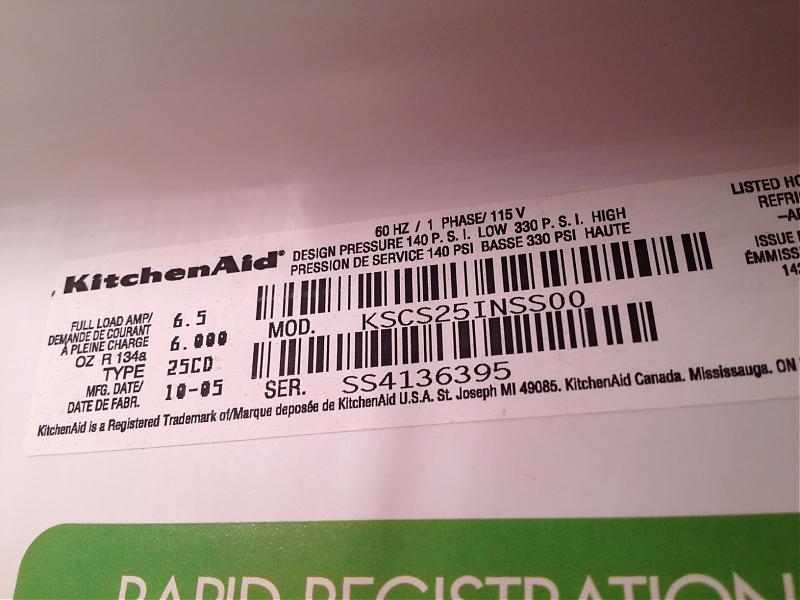 60 HZ / 1 PHASE/ 115 V
KitchenAid® DESIGN PRESSURE 140 P. S. I. LOW 330 P. S. I. HIGH
PRESSION DE SERVICE 140 PSI BASSE 330 PSI HAUTE
FULL LOAD AMP/
DEMANDE DE COURANT
À PLEINE CHARGE
6.5
OZ R 134a 6.000
TYPE 25CD
MFG. DATE/
DATE DE FABR.
10-05
MOD. KSCS25INSS00
SER. SS4136395
KitchenAid is a Registered Trademark of/Marque deposée de KitchenAid U.S.A. St. Joseph MI 49085. KitchenAid Canada. Mississauga. ON
LISTED
REFRI
ISSUE
ÉMMISS
RAPID REGISTRATION